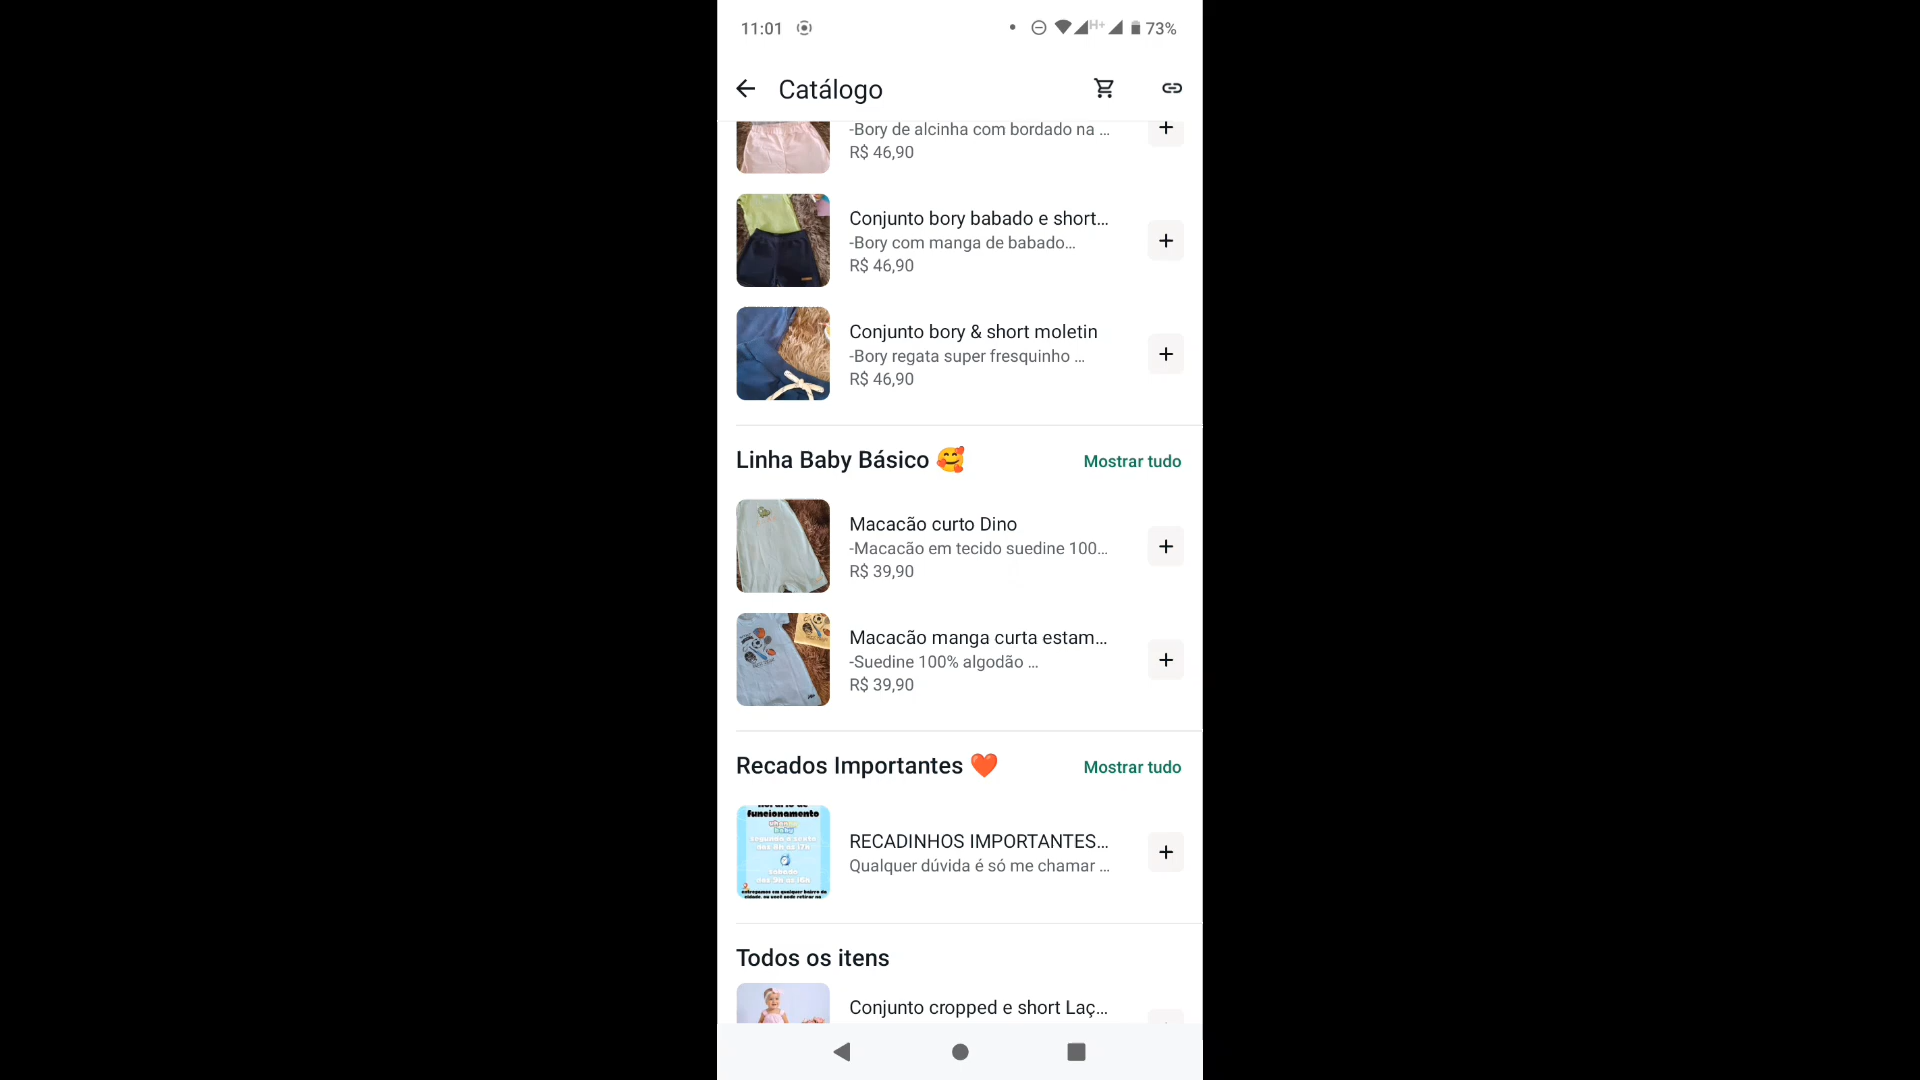 11:01
H+
73%
Catálogo
-Bory de alcinha com bordado na ...
R$ 46,90
Conjunto bory babado e short...
-Bory com manga de babado...
R$ 46,90
Conjunto bory & short moletin
-Bory regata super fresquinho ...
R$ 46,90
Linha Baby Básico 🥰
Mostrar tudo
Macacão curto Dino
-Macacão em tecido suedine 100...
R$ 39,90
Macacão manga curta estam...
-Suedine 100% algodão ...
R$ 39,90
Recados Importantes ❤️
Mostrar tudo
funcionamento
baby
segunda a sexta
sábado
RECADINHOS IMPORTANTES...
Qualquer dúvida é só me chamar ...
Todos os itens
Conjunto cropped e short Laç...